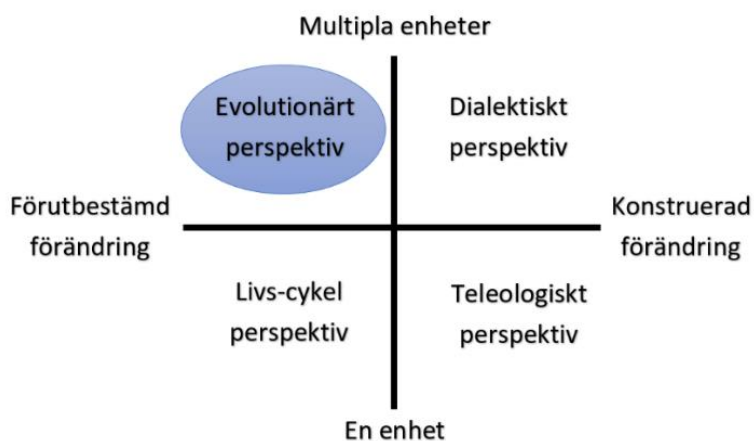 Multipla enheter
Evolutionärt
perspektiv
Dialektiskt
perspektiv
Förutbestämd
förändring
Konstruerad
förändring
Livs-cykel
perspektiv
Teleologiskt
perspektiv
En enhet